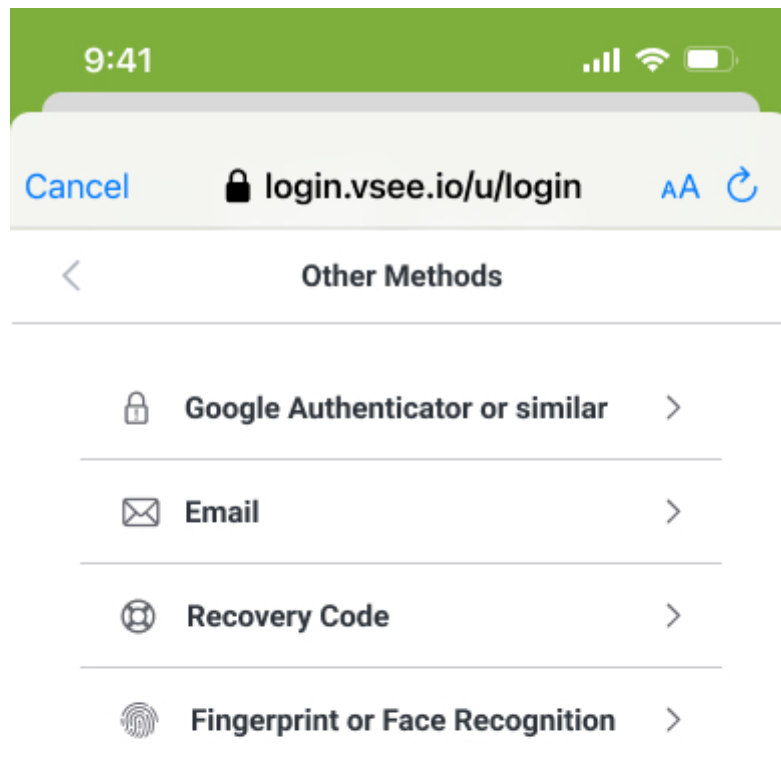 9:41
Cancel login.vsee.io/u/login AA
Other Methods
Google Authenticator or similar
Email
Recovery Code
Fingerprint or Face Recognition